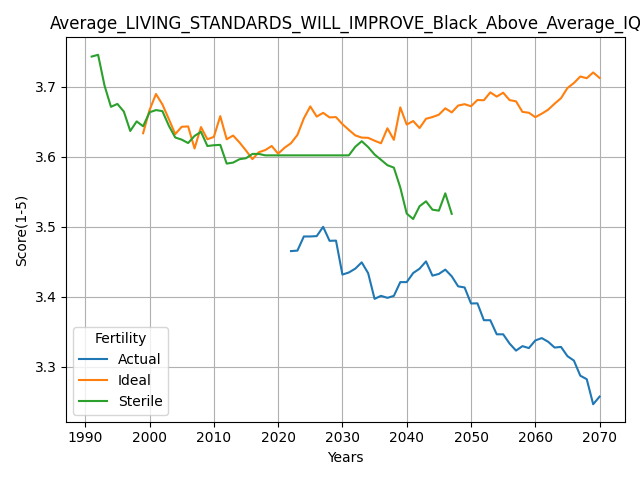 Average_LIVING_STANDARDS_WILL_IMPROVE_Black_Above_Average_IQ
Score(1-5)
3.7
3.6
3.5
3.4
3.3
Fertility
Actual
Ideal
Sterile
1990 2000 2010 2020 2030 2040 2050 2060 2070
Years